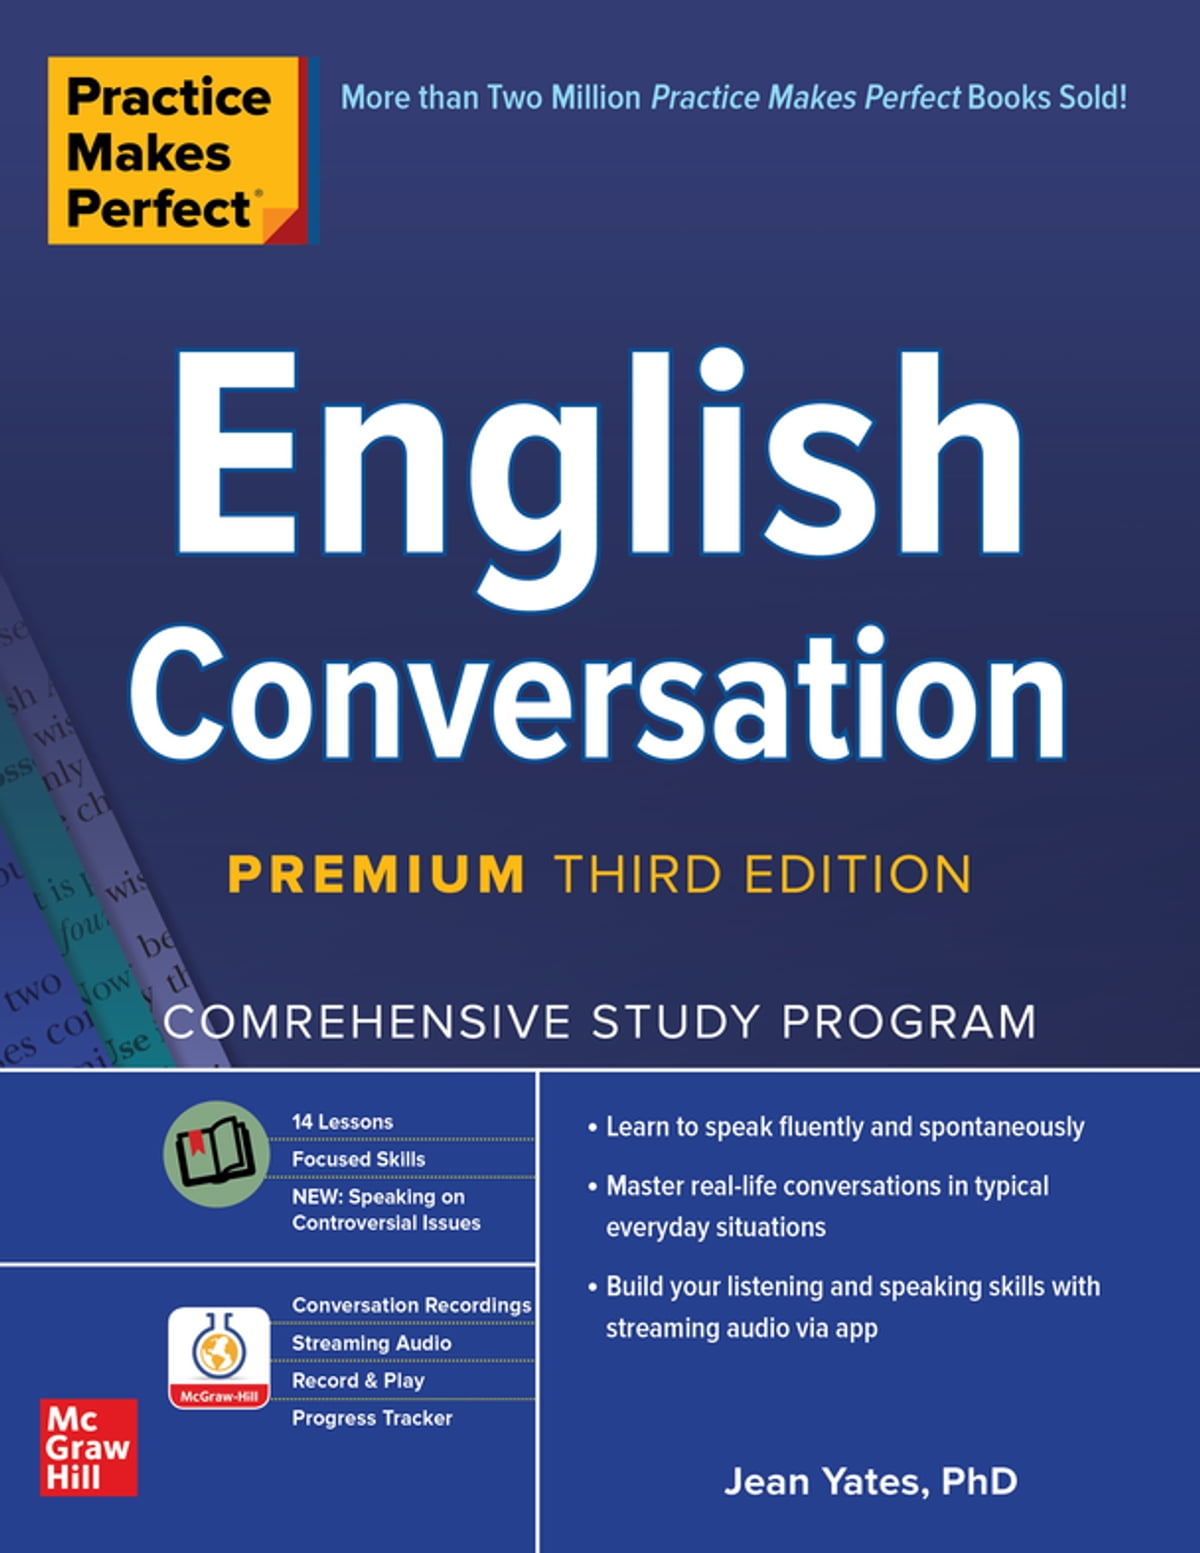 Practice
Makes
Perfect®
More than Two Million Practice Makes Perfect Books Sold!
English
Conversation
PREMIUM THIRD EDITION
COMREHENSIVE STUDY PROGRAM
14 Lessons
Focused Skills
NEW: Speaking on
Controversial Issues
Conversation Recordings
Streaming Audio
Record & Play
Progress Tracker
McGraw-Hill
• Learn to speak fluently and spontaneously
• Master real-life conversations in typical
everyday situations
• Build your listening and speaking skills with
streaming audio via app
Mc
Graw
Hill
Jean Yates, PhD